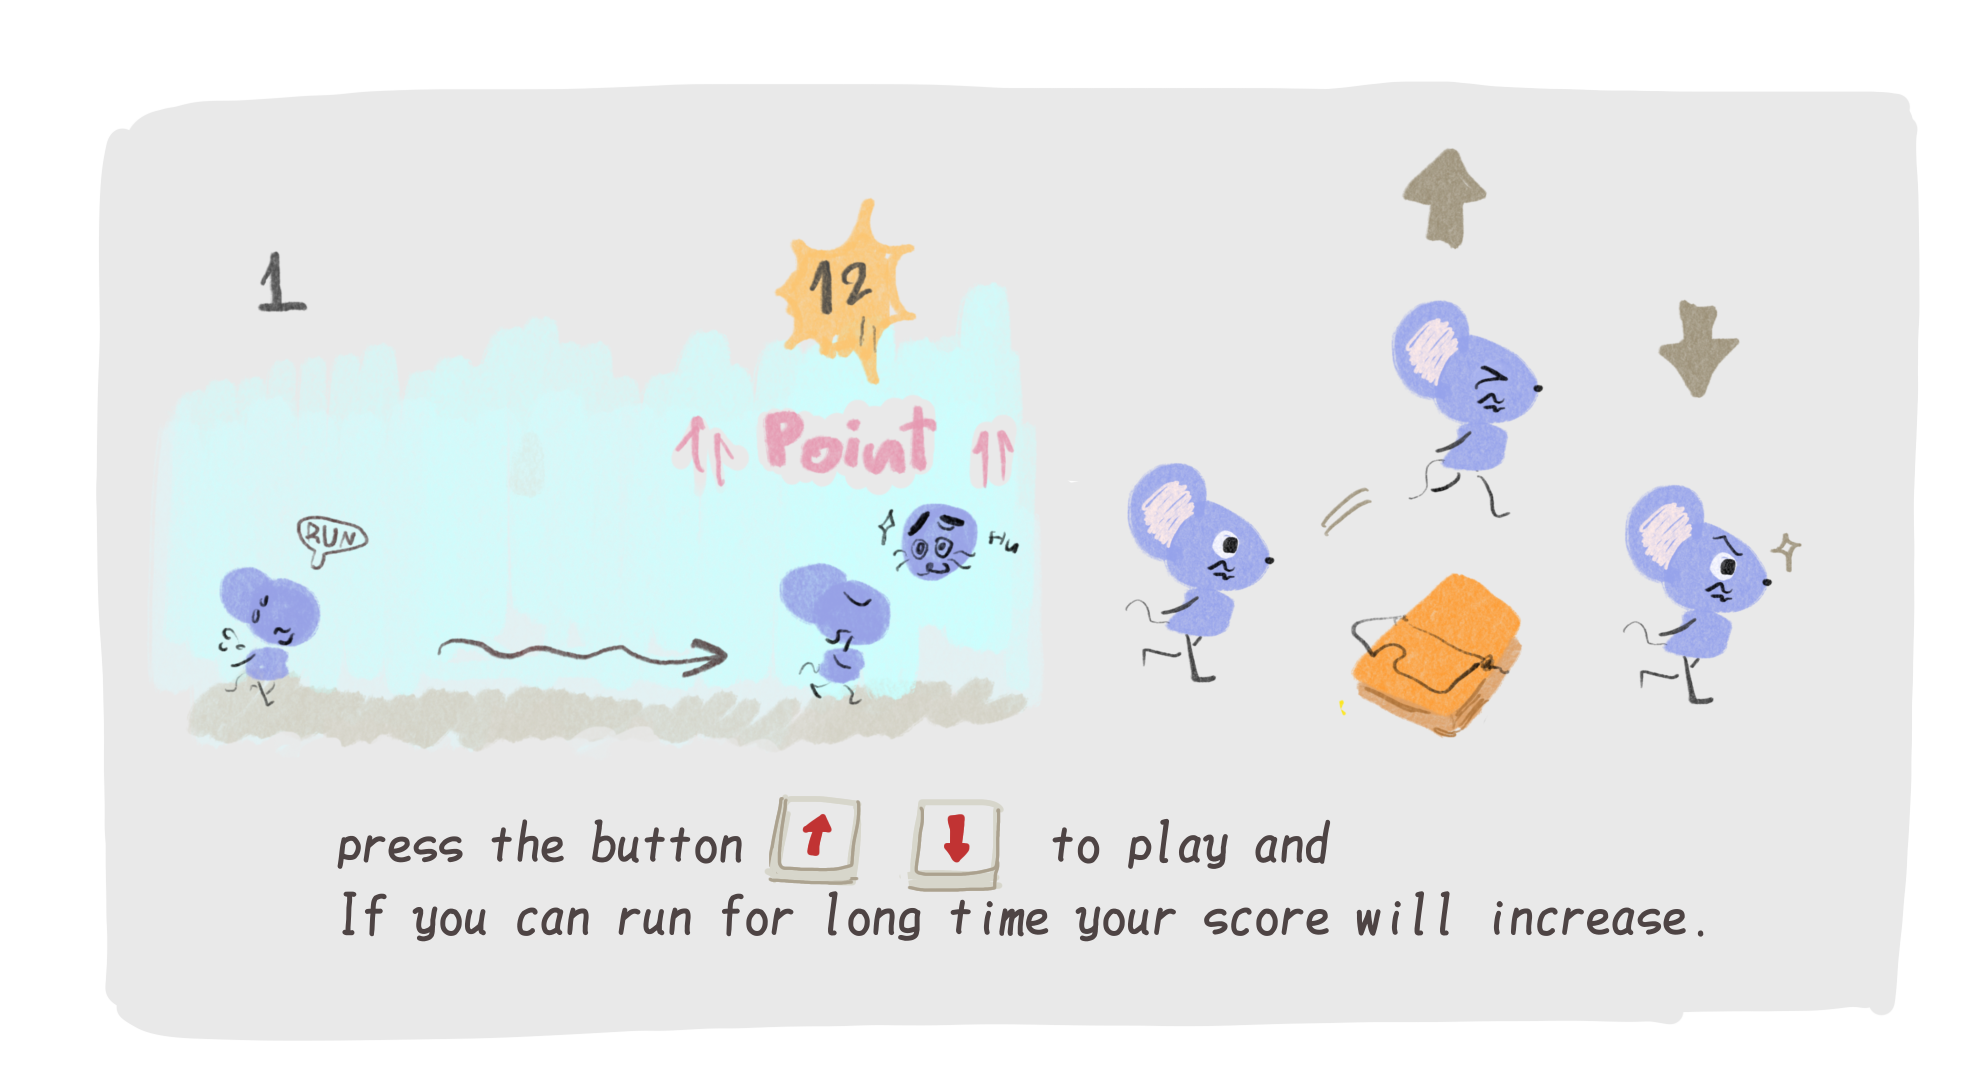 1
12
Point
RUN
Hu
press the button to play and
If you can run for long time your score will increase.